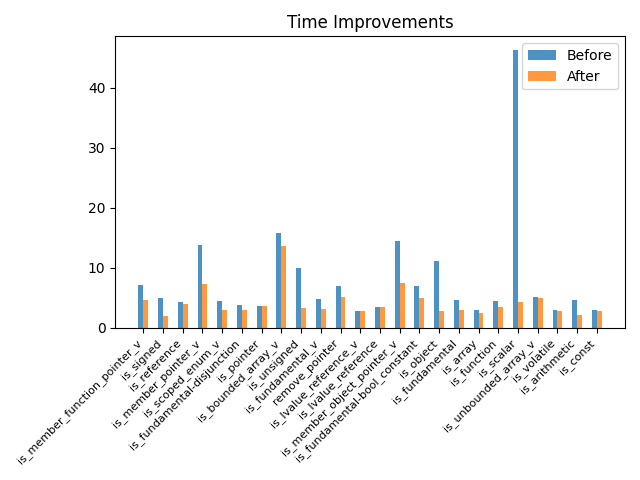 Time Improvements
Before
After
40
30
20
10
0
is_member_function_pointer_v
is_signed
is_reference
is_member_pointer_v
is_scoped_enum_v
is_fundamental-disjunction
is_pointer
is_bounded_array_v
is_unsigned
is_fundamental_v
remove_pointer
is_lvalue_reference_v
is_lvalue_reference
is_member_object_pointer_v
is_fundamental-bool_constant
is_object
is_fundamental
is_array
is_function
is_scalar
is_unbounded_array_v
is_volatile
is_arithmetic
is_const